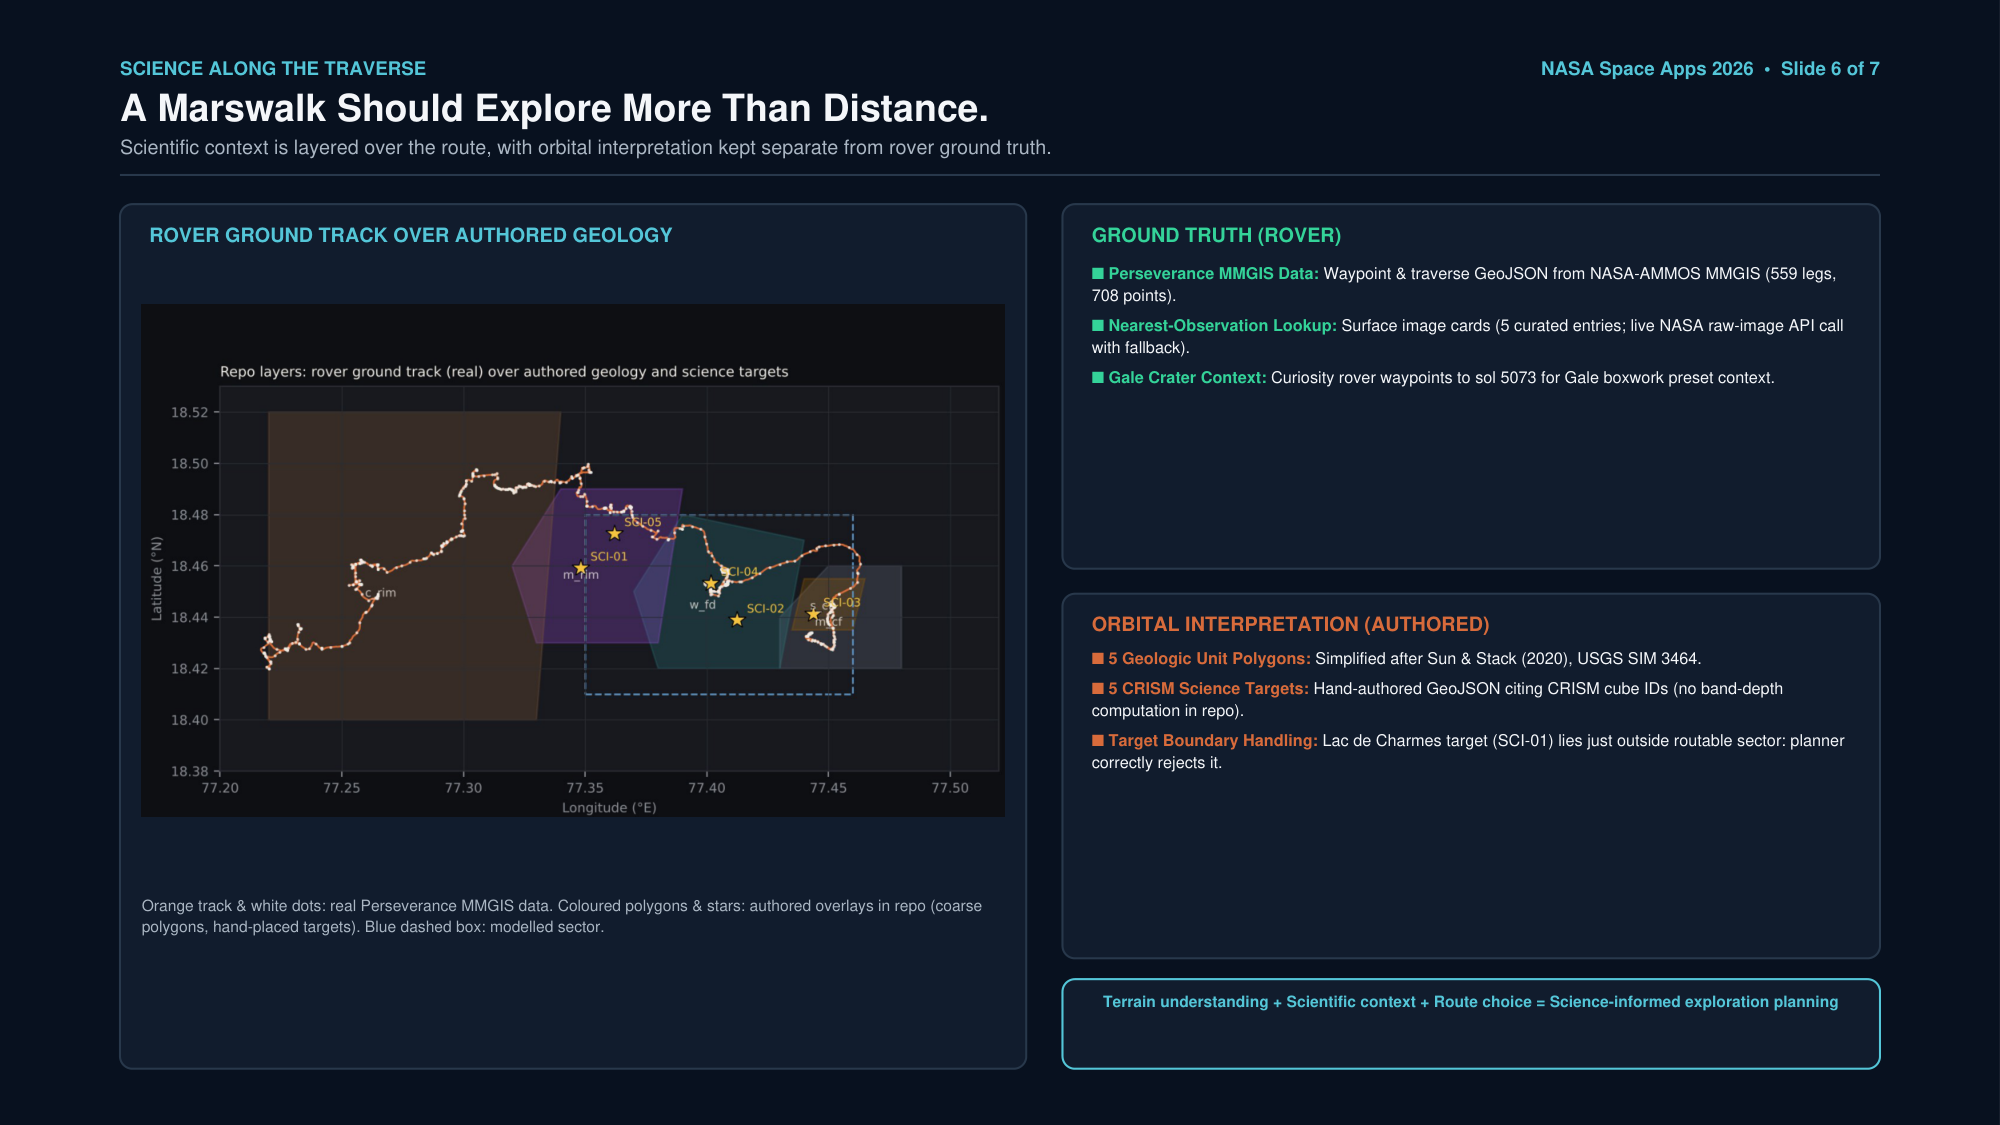 SCIENCE ALONG THE TRAVERSE
NASA Space Apps 2026 • Slide 6 of 7
A Marswalk Should Explore More Than Distance.
Scientific context is layered over the route, with orbital interpretation kept separate from rover ground truth.
ROVER GROUND TRACK OVER AUTHORED GEOLOGY
Repo layers: rover ground track (real) over authored geology and science targets
Latitude (°N)
18.52
18.50
18.48
18.46
18.44
18.42
18.40
18.38
SCI-05
SCI-01
m_rim
SCI-04
c_rim
w_fd
SCI-02
SCI-03
77.20
77.25
77.30
77.35
77.40
77.45
77.50
Longitude (°E)
Orange track & white dots: real Perseverance MMGIS data. Coloured polygons & stars: authored overlays in repo (coarse
polygons, hand-placed targets). Blue dashed box: modelled sector.
GROUND TRUTH (ROVER)
■ Perseverance MMGIS Data: Waypoint & traverse GeoJSON from NASA-AMMOS MMGIS (559 legs,
708 points).
■ Nearest-Observation Lookup: Surface image cards (5 curated entries; live NASA raw-image API call
with fallback).
■ Gale Crater Context: Curiosity rover waypoints to sol 5073 for Gale boxwork preset context.
ORBITAL INTERPRETATION (AUTHORED)
■ 5 Geologic Unit Polygons: Simplified after Sun & Stack (2020), USGS SIM 3464.
■ 5 CRISM Science Targets: Hand-authored GeoJSON citing CRISM cube IDs (no band-depth
computation in repo).
■ Target Boundary Handling: Lac de Charmes target (SCI-01) lies just outside routable sector: planner
correctly rejects it.
Terrain understanding + Scientific context + Route choice = Science-informed exploration planning